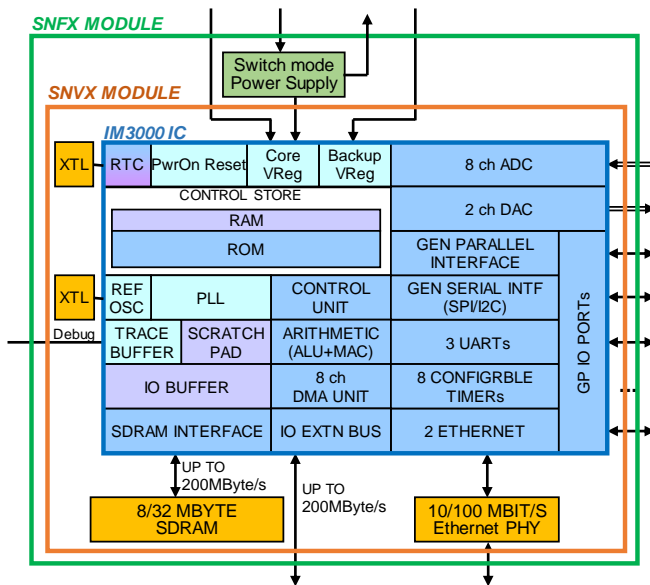 SNFX MODULE
Switch mode
Power Supply
SNVX MODULE
IM3000 IC
XTL
RTC
PwrOn Reset
Core
VReg
Backup
VReg
8 ch ADC
CONTROL STORE
RAM
ROM
2 ch DAC
GEN PARALLEL
INTERFACE
XTL
REF
OSC
PLL
CONTROL
UNIT
GEN SERIAL INTF
(SPI/I2C)
GP IO PORTs
Debug
TRACE
BUFFER
SCRATCH
PAD
ARITHMETIC
(ALU+MAC)
3 UARTs
IO BUFFER
8 ch
DMA UNIT
8 CONFIGRBLE
TIMERs
SDRAM INTERFACE
IO EXTN BUS
2 ETHERNET
UP TO
200MByte/s
UP TO
200MByte/s
8/32 MBYTE
SDRAM
10/100 MBIT/S
Ethernet PHY